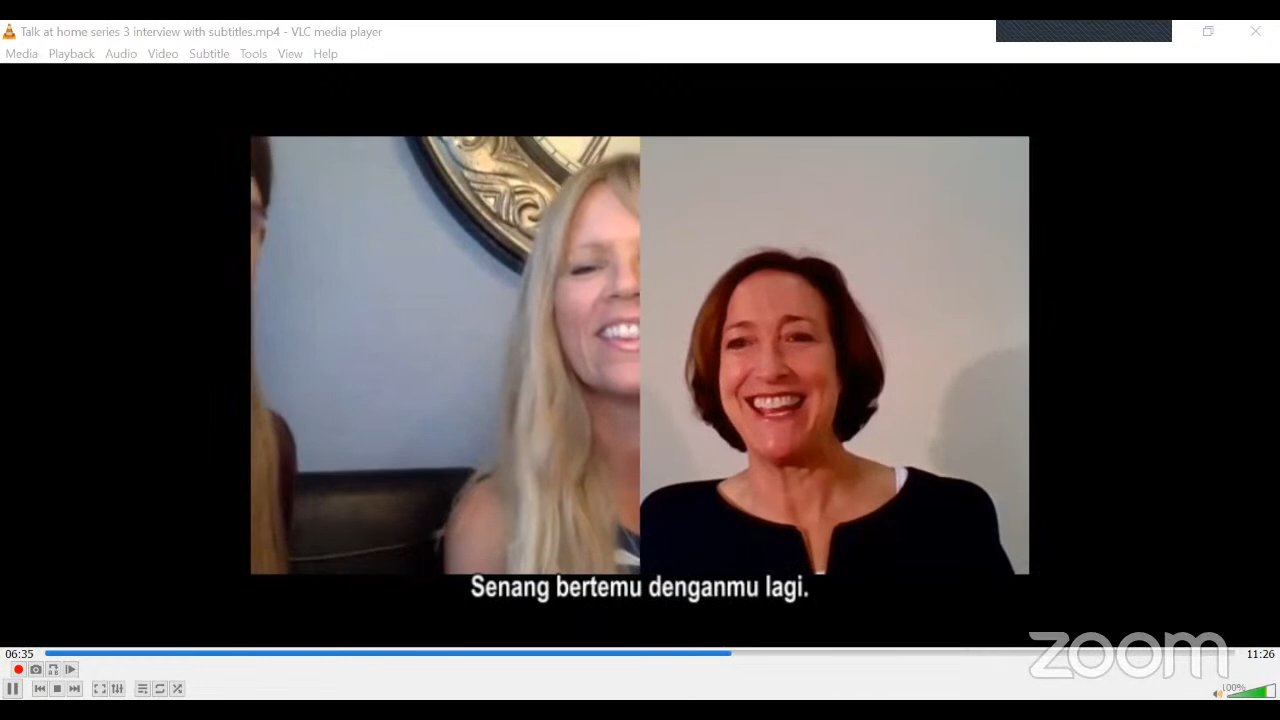 Talk at home series 3 interview with subtitles.mp4 - VLC media player
Media Playback Audio Video Subtitle Tools View Help
Senang bertemu denganmu lagi.
zoom
06:35
11:26
100%